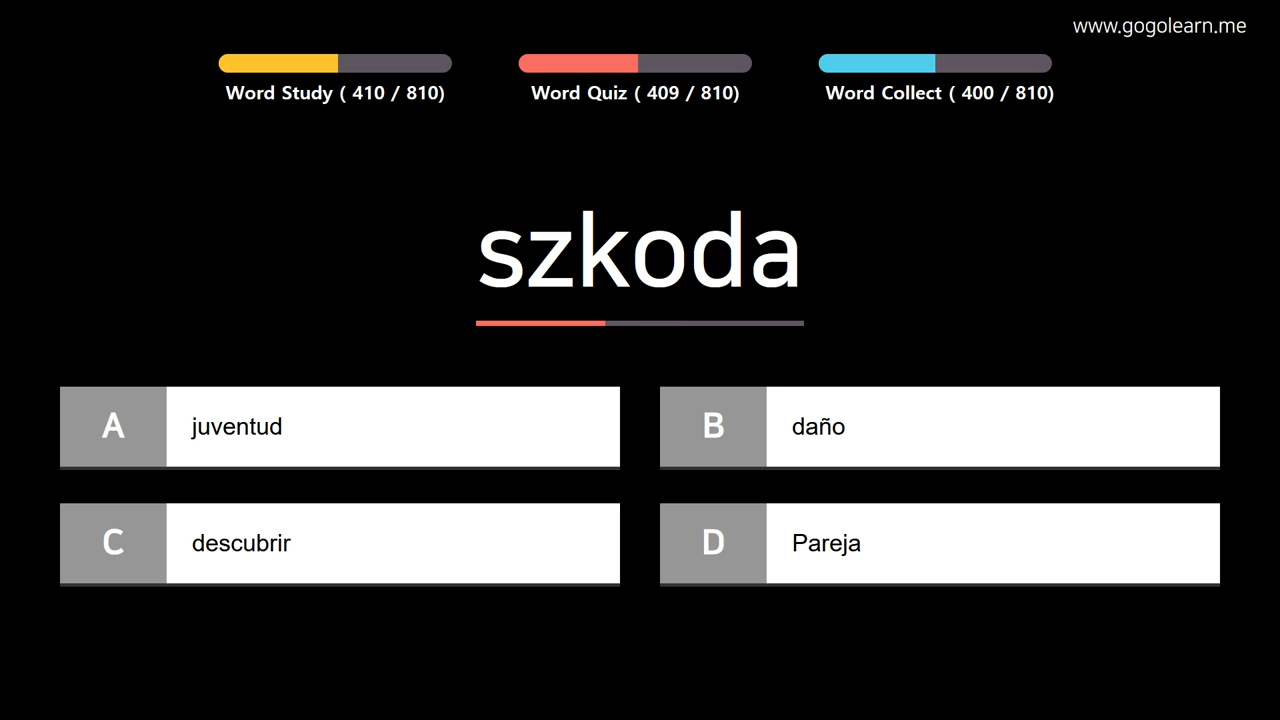 www.gogolearn.me
Word Study ( 410 / 810)
Word Quiz ( 409 / 810)
Word Collect ( 400 / 810)
szkoda
A juventud
B daño
C descubrir
D Pareja